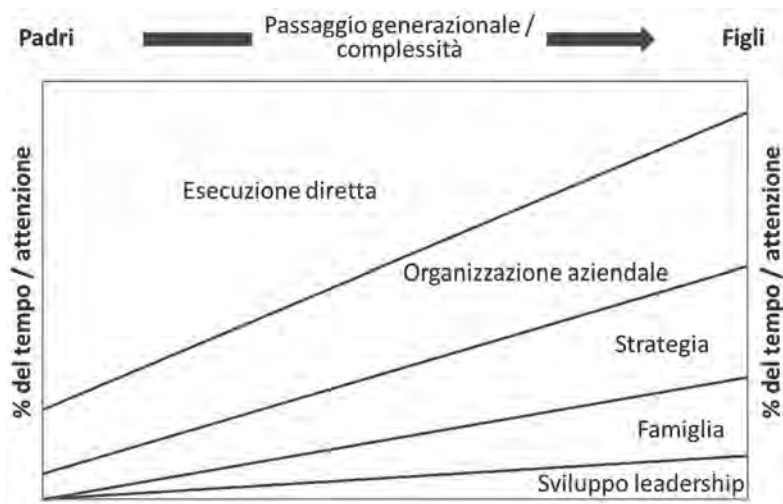 Padri
Passaggio generazionale /
complessità
Figli
% del tempo / attenzione
Esecuzione diretta
Organizzazione aziendale
Strategia
Famiglia
Sviluppo leadership
% del tempo / attenzione